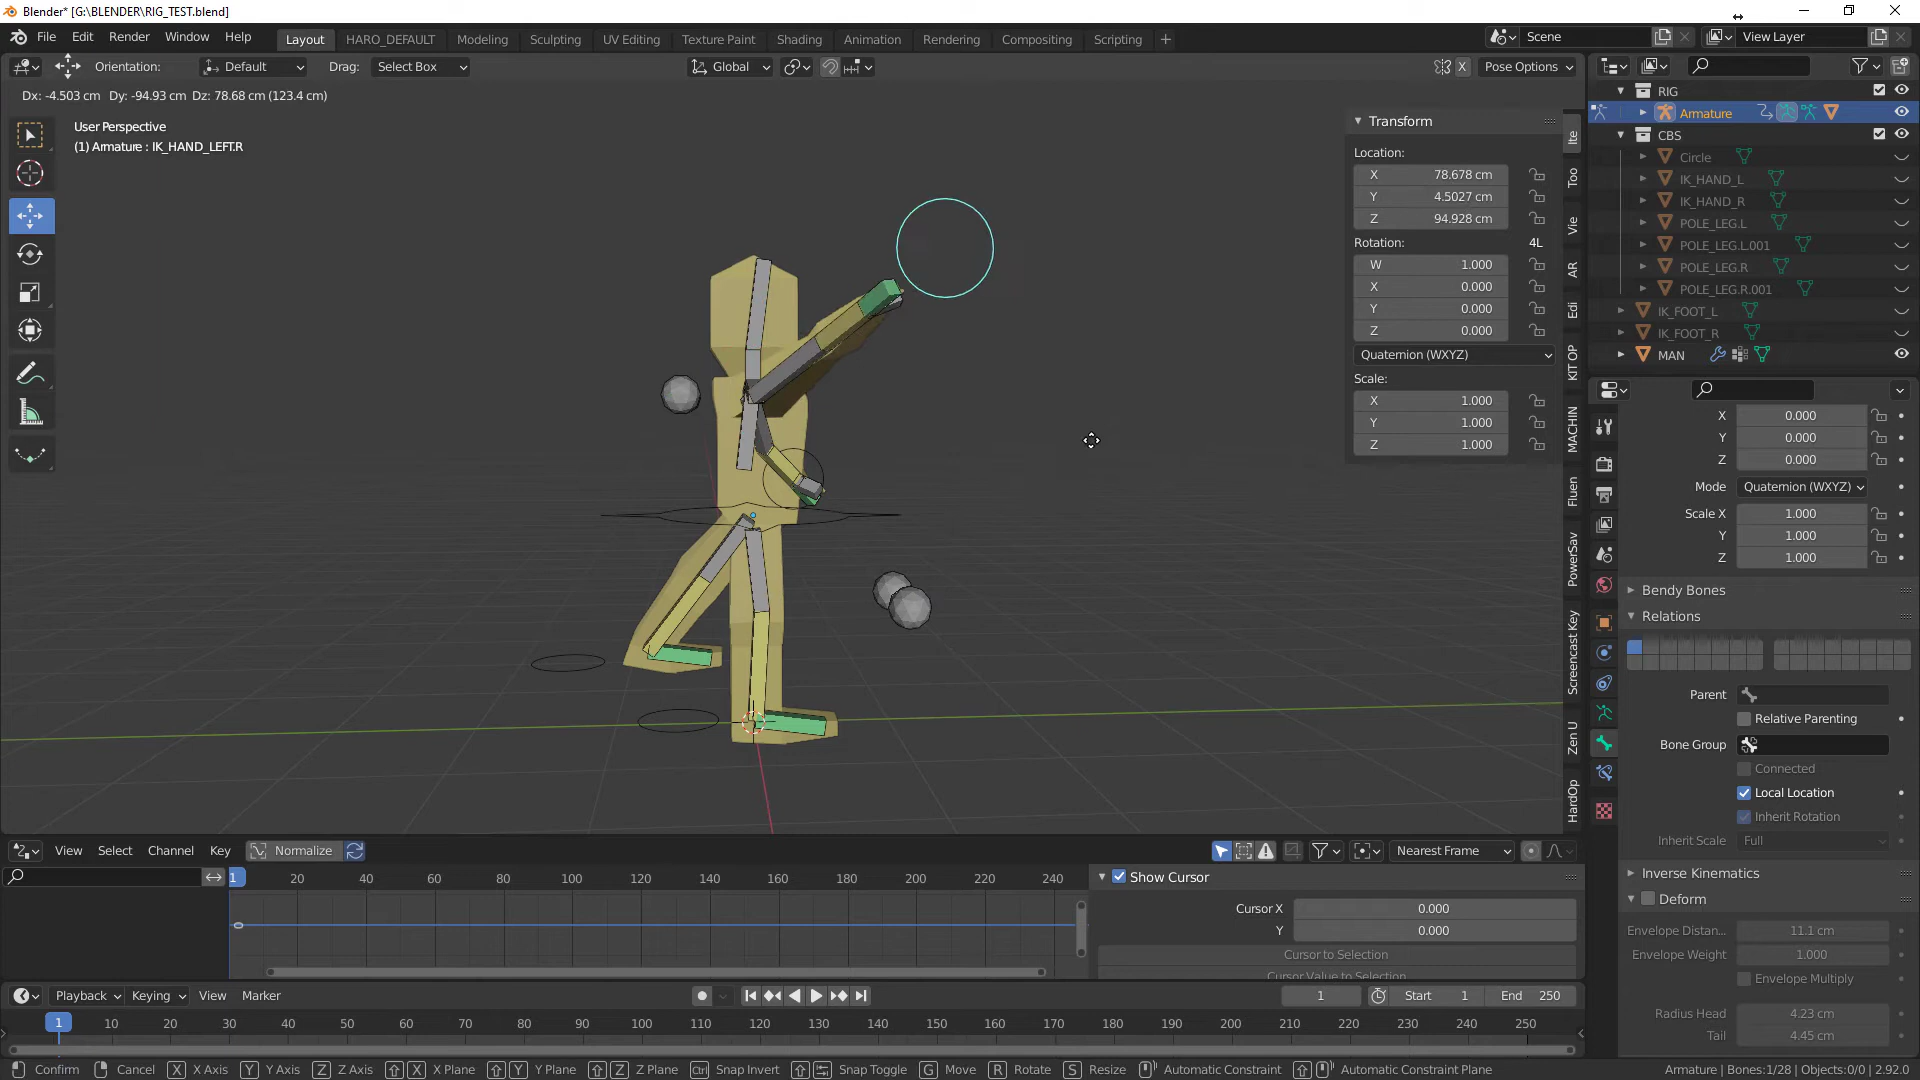 Blender* [G:\BLENDER\RIG_TEST.blend]
File Edit Render Window Help
Layout HARO_DEFAULT Modeling Sculpting UV Editing Texture Paint Shading Animation Rendering Compositing Scripting
Scene View Layer
Orientation: Default Drag: Select Box Global X Pose Options
Dx: -4.503 cm Dy: -94.93 cm Dz: 78.68 cm (123.4 cm)
User Perspective
(1) Armature : IK_HAND_LEFT.R
Transform
Location:
X 78.678 cm
Y 4.5027 cm
Z 94.928 cm
Rotation: 4L
W 1.000
X 0.000
Y 0.000
Z 0.000
Quaternion (WXYZ)
Scale:
X 1.000
Y 1.000
Z 1.000
Ite
Too
Vie
AR
Edi
KIT OP
MACHIN
Fluen
PowerSav
Screencast Key
Zen U
HardOp
RIG
Armature
CBS
Circle
IK_HAND_L
IK_HAND_R
POLE_LEG.L
POLE_LEG.L.001
POLE_LEG.R
POLE_LEG.R.001
IK_FOOT_L
IK_FOOT_R
MAN
X 0.000
Y 0.000
Z 0.000
Mode Quaternion (WXYZ)
Scale X 1.000
Y 1.000
Z 1.000
Bendy Bones
Relations
Parent
Relative Parenting
Bone Group
Connected
Local Location
Inherit Rotation
Inherit Scale Full
Inverse Kinematics
Deform
Envelope Distan... 11.1 cm
Envelope Weight 1.000
Envelope Multiply
Radius Head 4.23 cm
Tail 4.45 cm
View Select Channel Key Normalize Nearest Frame
1 20 40 60 80 100 120 140 160 180 200 220 240
Show Cursor
Cursor X 0.000
Y 0.000
Cursor to Selection
Cursor Value to Selection
Playback Keying View Marker 1 Start 1 End 250
1 10 20 30 40 50 60 70 80 90 100 110 120 130 140 150 160 170 180 190 200 210 220 230 240 250
Confirm Cancel X X Axis Y Y Axis Z Z Axis X X Plane Y Y Plane Z Z Plane Ctrl Snap Invert Snap Toggle G Move R Rotate S Resize Automatic Constraint Automatic Constraint Plane Armature | Bones:1/28 | Objects:0/0 | 2.92.0